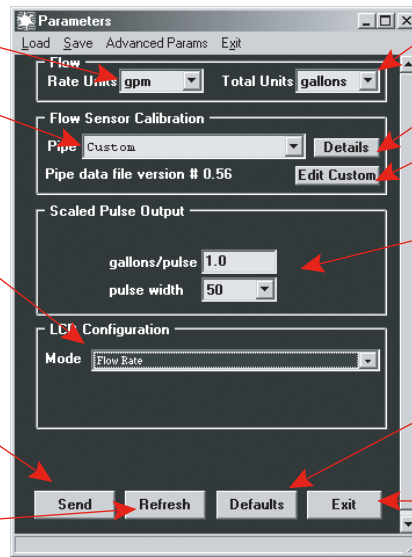 Parameters
Load Save Advanced Params Exit
Flow
Rate Units gpm Total Units gallons
Flow Sensor Calibration
Pipe Custom Details
Pipe data file version # 0.56 Edit Custom
Scaled Pulse Output
gallons/pulse 1.0
pulse width 50
LCD Configuration
Mode Flow Rate
Send Refresh Defaults Exit